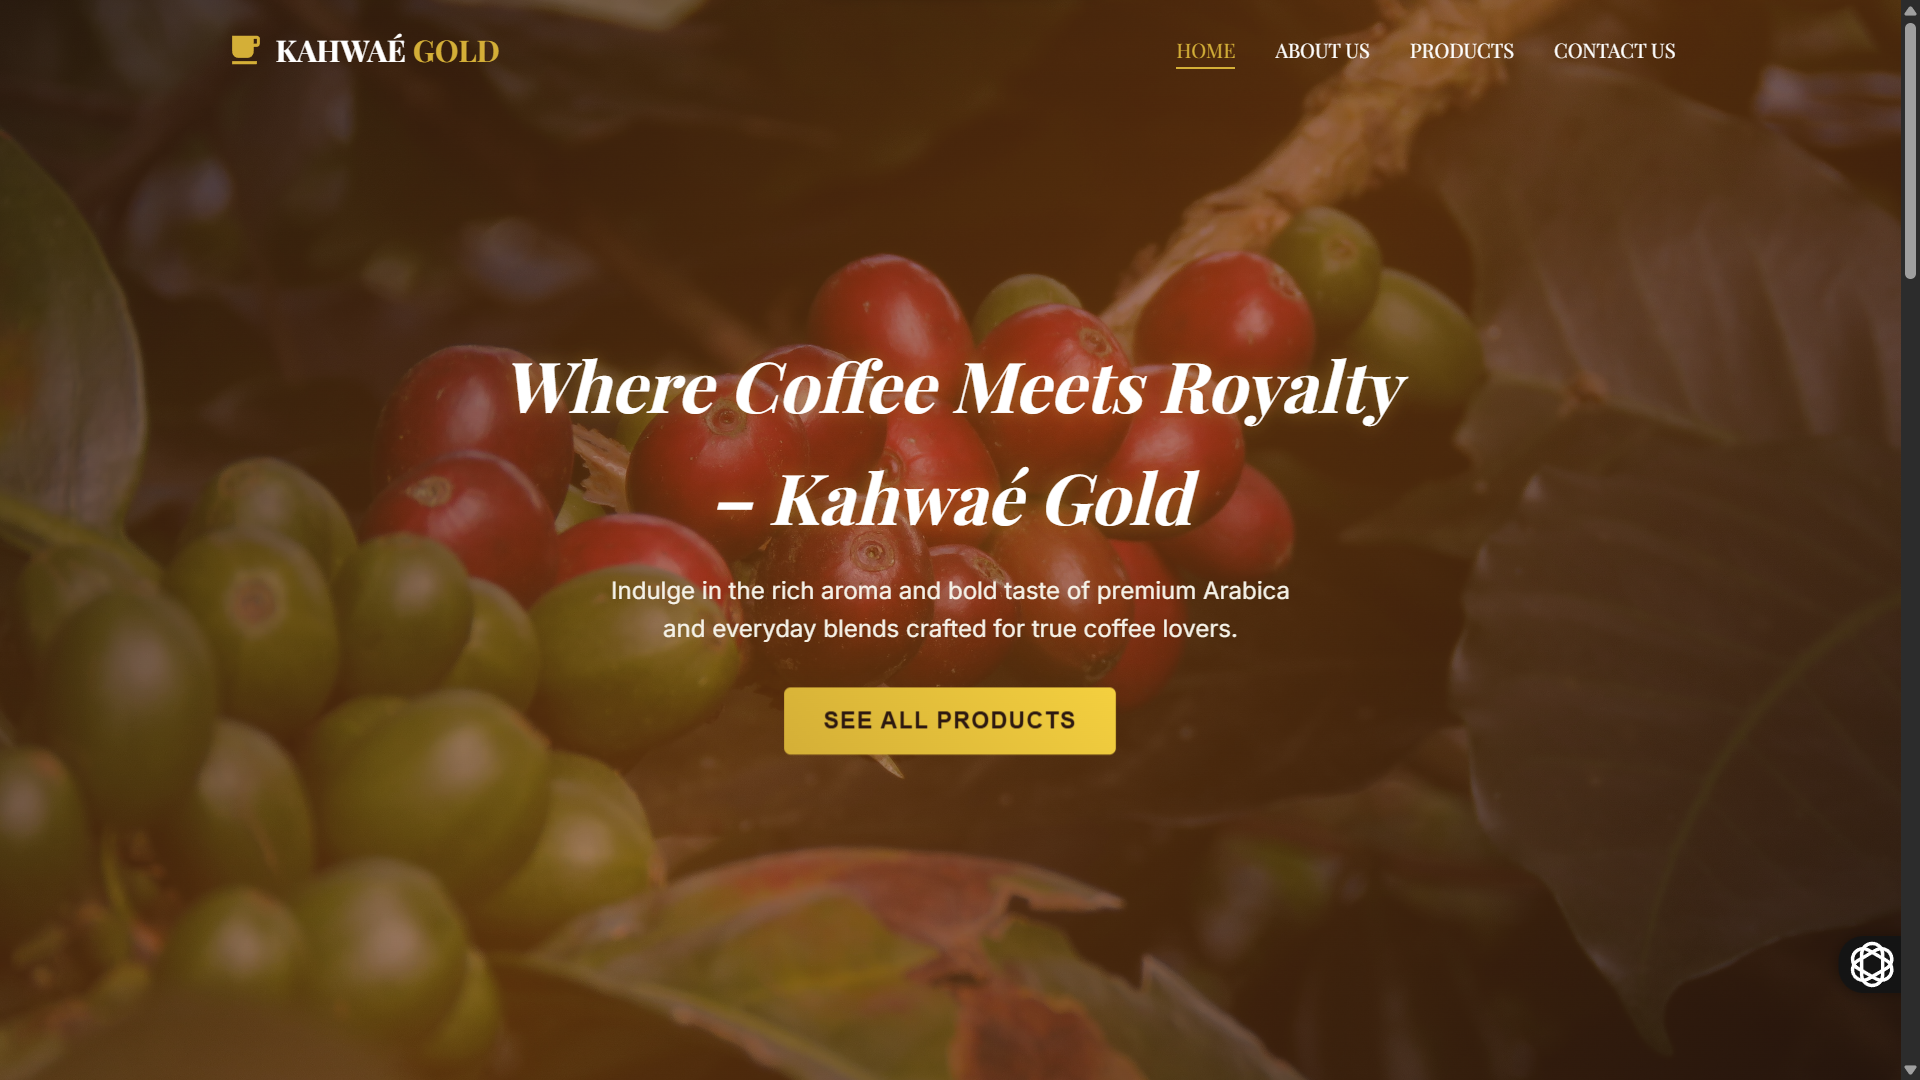 KAHWAÉ GOLD
HOME ABOUT US PRODUCTS CONTACT US
Where Coffee Meets Royalty
– Kahwaé Gold
Indulge in the rich aroma and bold taste of premium Arabica
and everyday blends crafted for true coffee lovers.
SEE ALL PRODUCTS